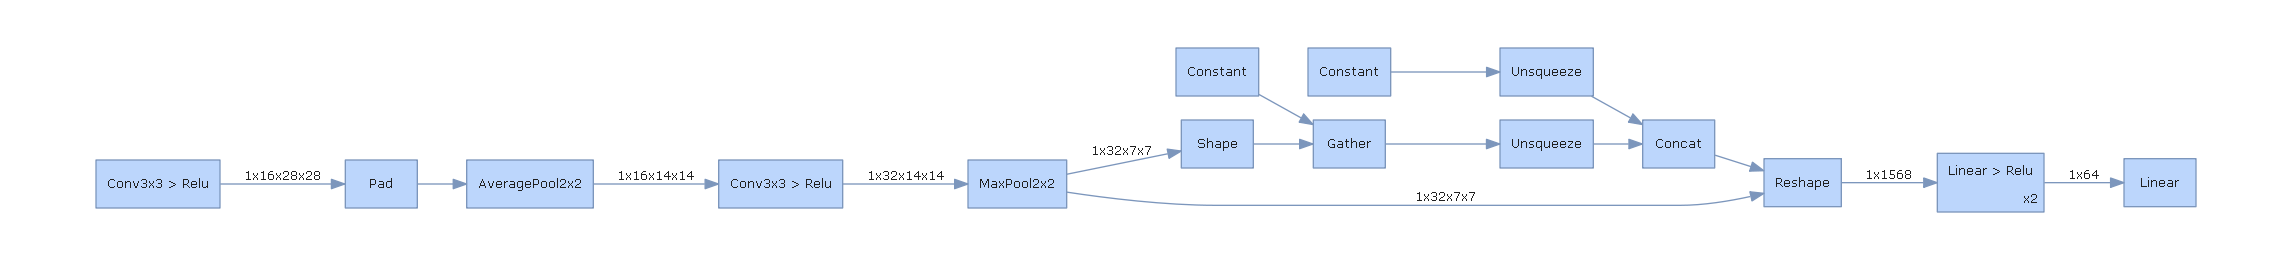 Conv3x3 > Relu
1x16x28x28
Pad
AveragePool2x2
1x16x14x14
Conv3x3 > Relu
1x32x14x14
MaxPool2x2
1x32x7x7
1x32x7x7
Constant
Shape
Constant
Gather
Unsqueeze
Unsqueeze
Concat
Reshape
1x1568
Linear > Relu
x2
1x64
Linear